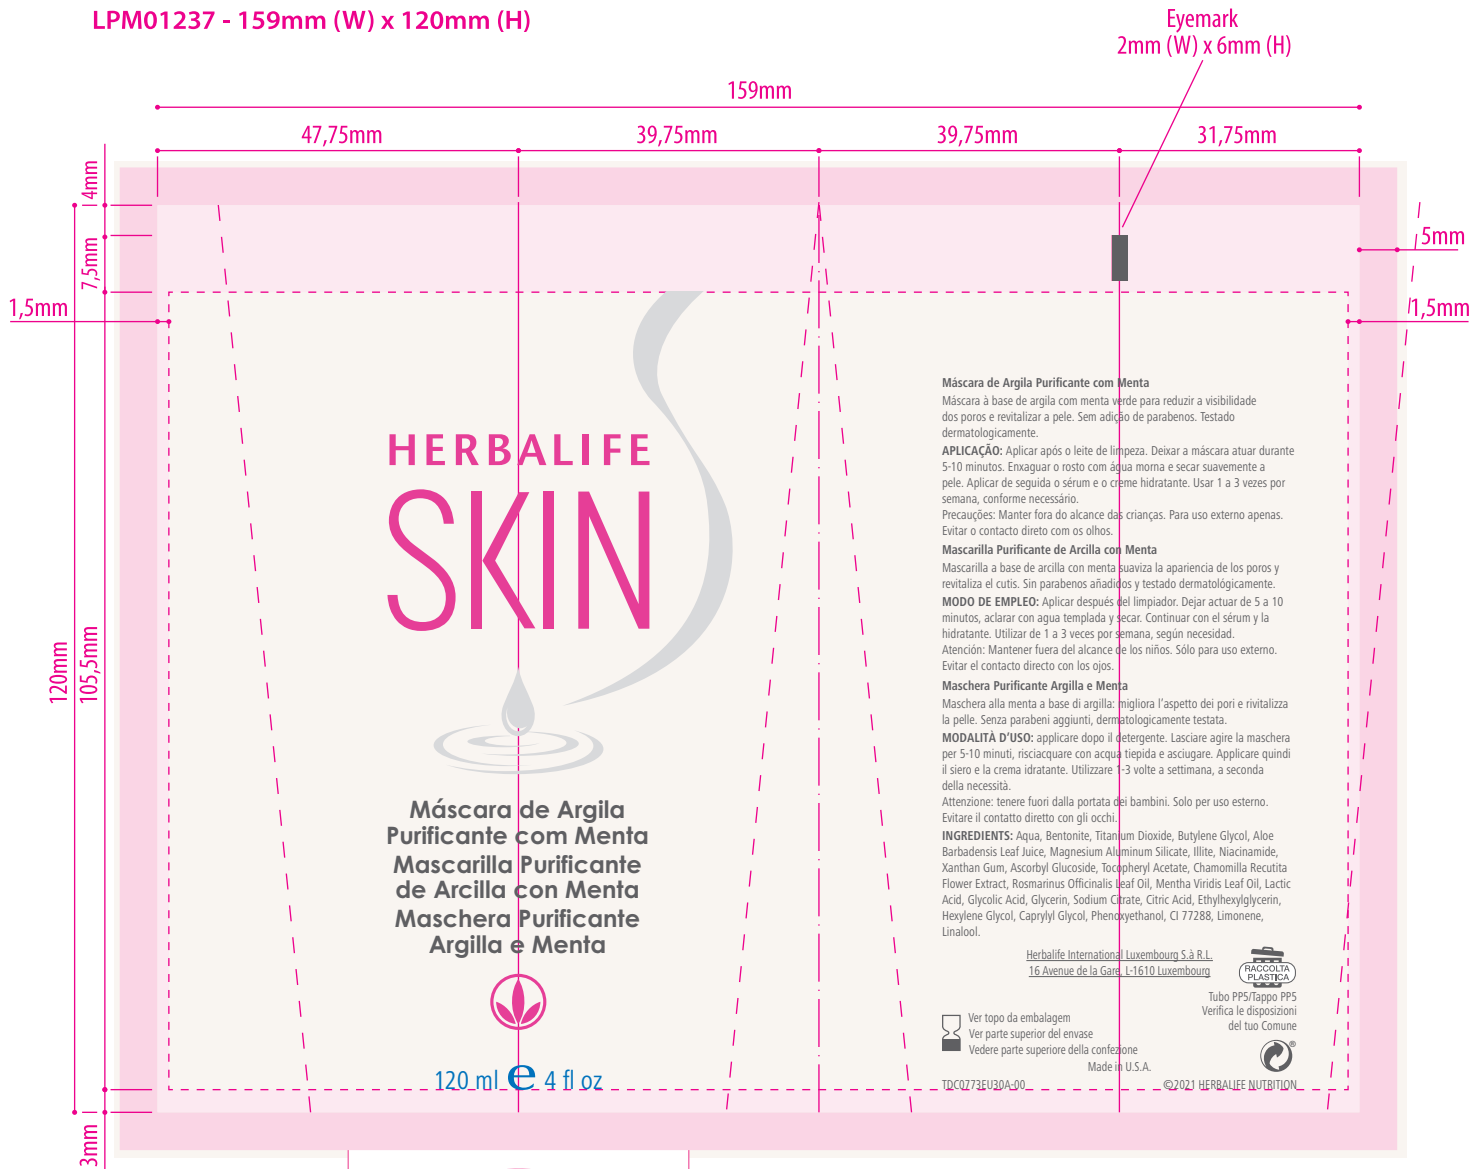 LPM01237 - 159mm (W) x 120mm (H)
Eyemark
2mm (W) x 6mm (H)
159mm
47,75mm
39,75mm
39,75mm
31,75mm
4mm
7,5mm
1,5mm
5mm
1,5mm
120mm
105,5mm
3mm
HERBALIFE
SKIN
Máscara de Argila
Purificante com Menta
Mascarilla Purificante
de Arcilla con Menta
Maschera Purificante
Argilla e Menta
120 ml e 4 fl oz
Máscara de Argila Purificante com Menta
Máscara à base de argila com menta verde para reduzir a visibilidade
dos poros e revitalizar a pele. Sem adição de parabenos. Testado
dermatologicamente.
APLICAÇÃO: Aplicar após o leite de limpeza. Deixar a máscara atuar durante
5-10 minutos. Enxaguar o rosto com água morna e secar suavemente a
pele. Aplicar de seguida o sérum e o creme hidratante. Usar 1 a 3 vezes por
semana, conforme necessário.
Precauções: Manter fora do alcance das crianças. Para uso externo apenas.
Evitar o contacto direto com os olhos.
Mascarilla Purificante de Arcilla con Menta
Mascarilla a base de arcilla con menta suaviza la apariencia de los poros y
revitaliza el cutis. Sin parabenos añadidos y testado dermatológicamente.
MODO DE EMPLEO: Aplicar después del limpiador. Dejar actuar de 5 a 10
minutos, aclarar con agua templada y secar. Continuar con el sérum y la
hidratante. Utilizar de 1 a 3 veces por semana, según necesidad.
Atención: Mantener fuera del alcance de los niños. Sólo para uso externo.
Evitar el contacto directo con los ojos.
Maschera Purificante Argilla e Menta
Maschera alla menta a base di argilla: migliora l'aspetto dei pori e rivitalizza
la pelle. Senza parabeni aggiunti, dermatologicamente testata.
MODALITÀ D'USO: applicare dopo il detergente. Lasciare agire la maschera
per 5-10 minuti, risciacquare con acqua tiepida e asciugare. Applicare quindi
il siero e la crema idratante. Utilizzare 1-3 volte a settimana, a seconda
della necessità.
Attenzione: tenere fuori dalla portata dei bambini. Solo per uso esterno.
Evitare il contatto diretto con gli occhi.
INGREDIENTS: Aqua, Bentonite, Titanium Dioxide, Butylene Glycol, Aloe
Barbadensis Leaf Juice, Magnesium Aluminum Silicate, Illite, Niacinamide,
Xanthan Gum, Ascorbyl Glucoside, Tocopheryl Acetate, Chamomilla Recutita
Flower Extract, Rosmarinus Officinalis Leaf Oil, Mentha Viridis Leaf Oil, Lactic
Acid, Glycolic Acid, Glycerin, Sodium Citrate, Citric Acid, Ethylhexylglycerin,
Hexylene Glycol, Caprylyl Glycol, Phenoxyethanol, CI 77288, Limonene,
Linalool.
Herbalife International Luxembourg S.à R.L.
16 Avenue de la Gare, L-1610 Luxembourg
RACCOLTA
PLASTICA
Tubo PP5/Tappo PP5
Verifica le disposizioni
del tuo Comune
Ver topo da embalagem
Ver parte superior del envase
Vedere parte superiore della confezione
Made in U.S.A.
®
TDC0773EU30A-00
©2021 HERBALIFE NUTRITION